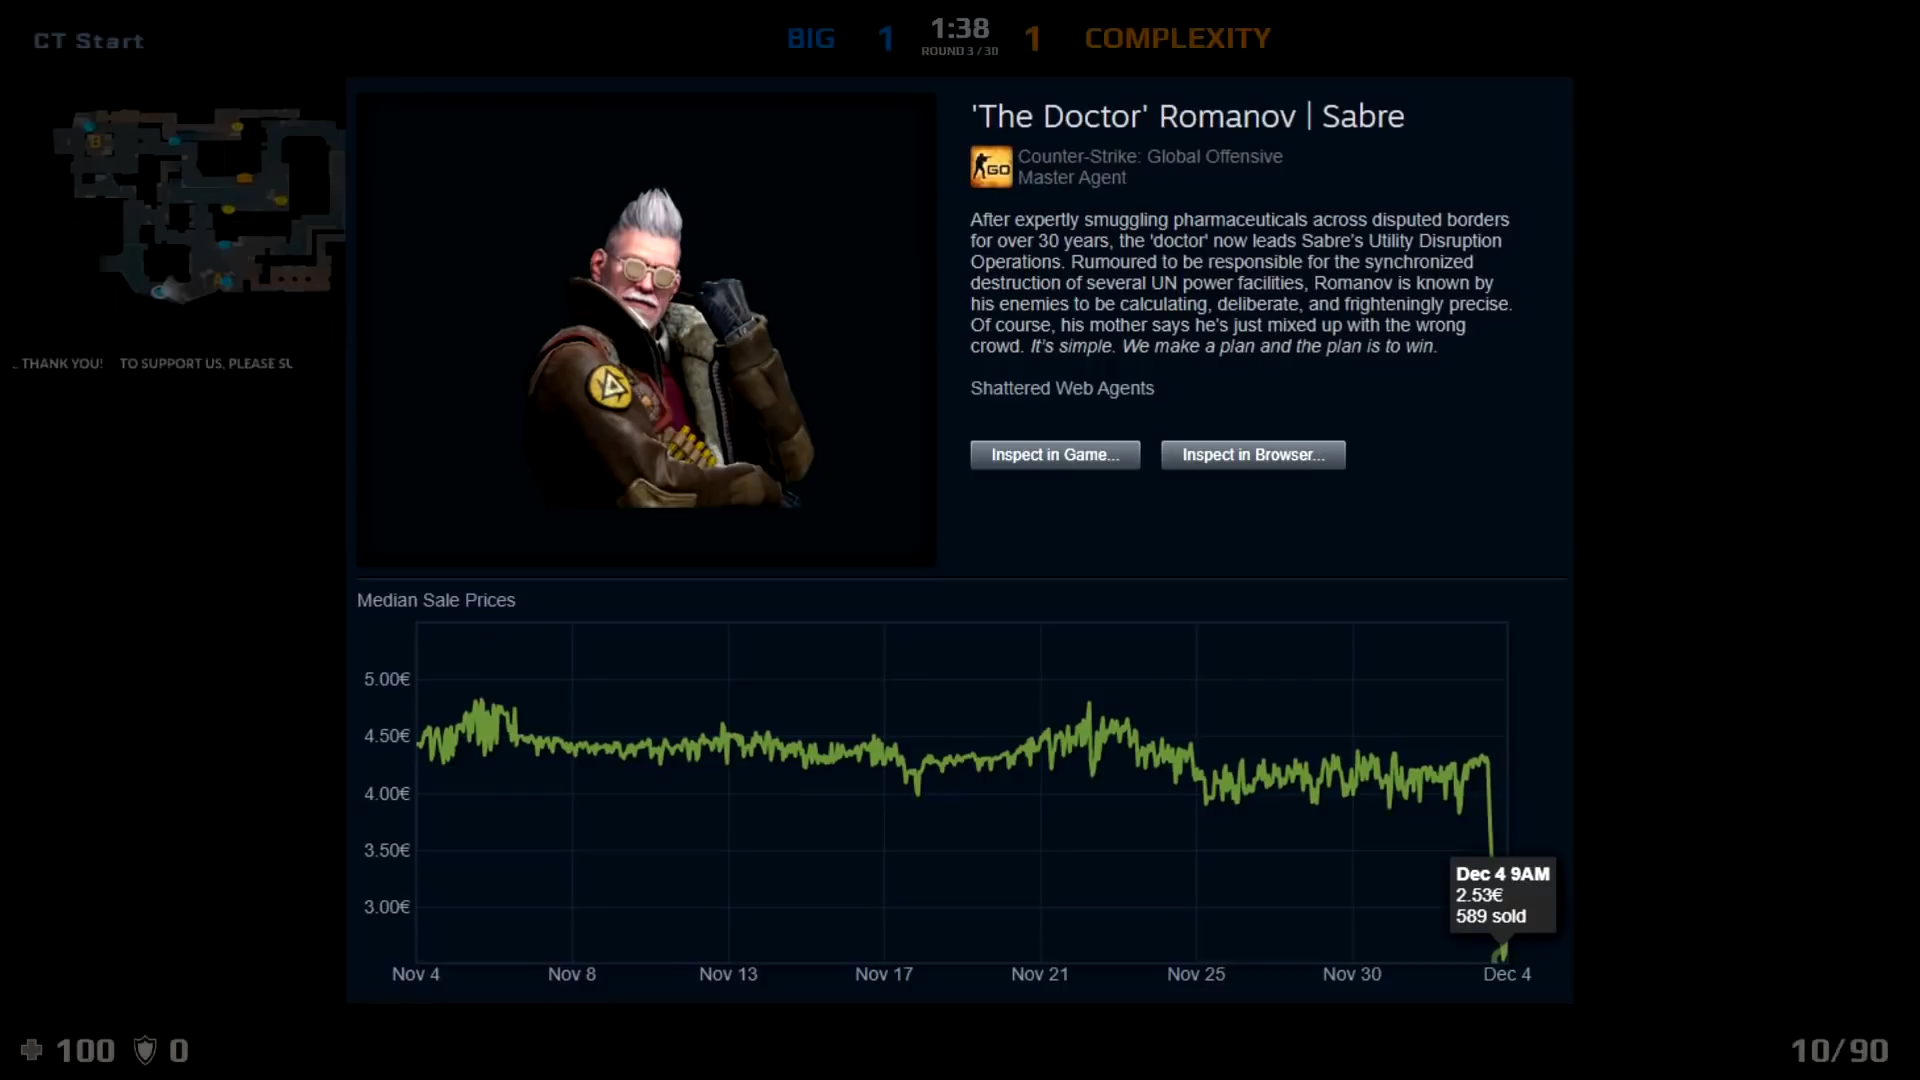 CT Start
BIG 1 1:38 1 COMPLEXITY
ROUND 3 / 30
B
.. THANK YOU! TO SUPPORT US, PLEASE SU
'The Doctor' Romanov | Sabre
GO
Counter-Strike: Global Offensive
Master Agent
After expertly smuggling pharmaceuticals across disputed borders
for over 30 years, the 'doctor' now leads Sabre's Utility Disruption
Operations. Rumoured to be responsible for the synchronized
destruction of several UN power facilities, Romanov is known by
his enemies to be calculating, deliberate, and frighteningly precise.
Of course, his mother says he's just mixed up with the wrong
crowd. It's simple. We make a plan and the plan is to win.
Shattered Web Agents
Inspect in Game... Inspect in Browser...
Median Sale Prices
5.00€
4.50€
4.00€
3.50€
3.00€
Dec 4 9AM
2.53€
589 sold
Nov 4 Nov 8 Nov 13 Nov 17 Nov 21 Nov 25 Nov 30 Dec 4
100 0 10/90